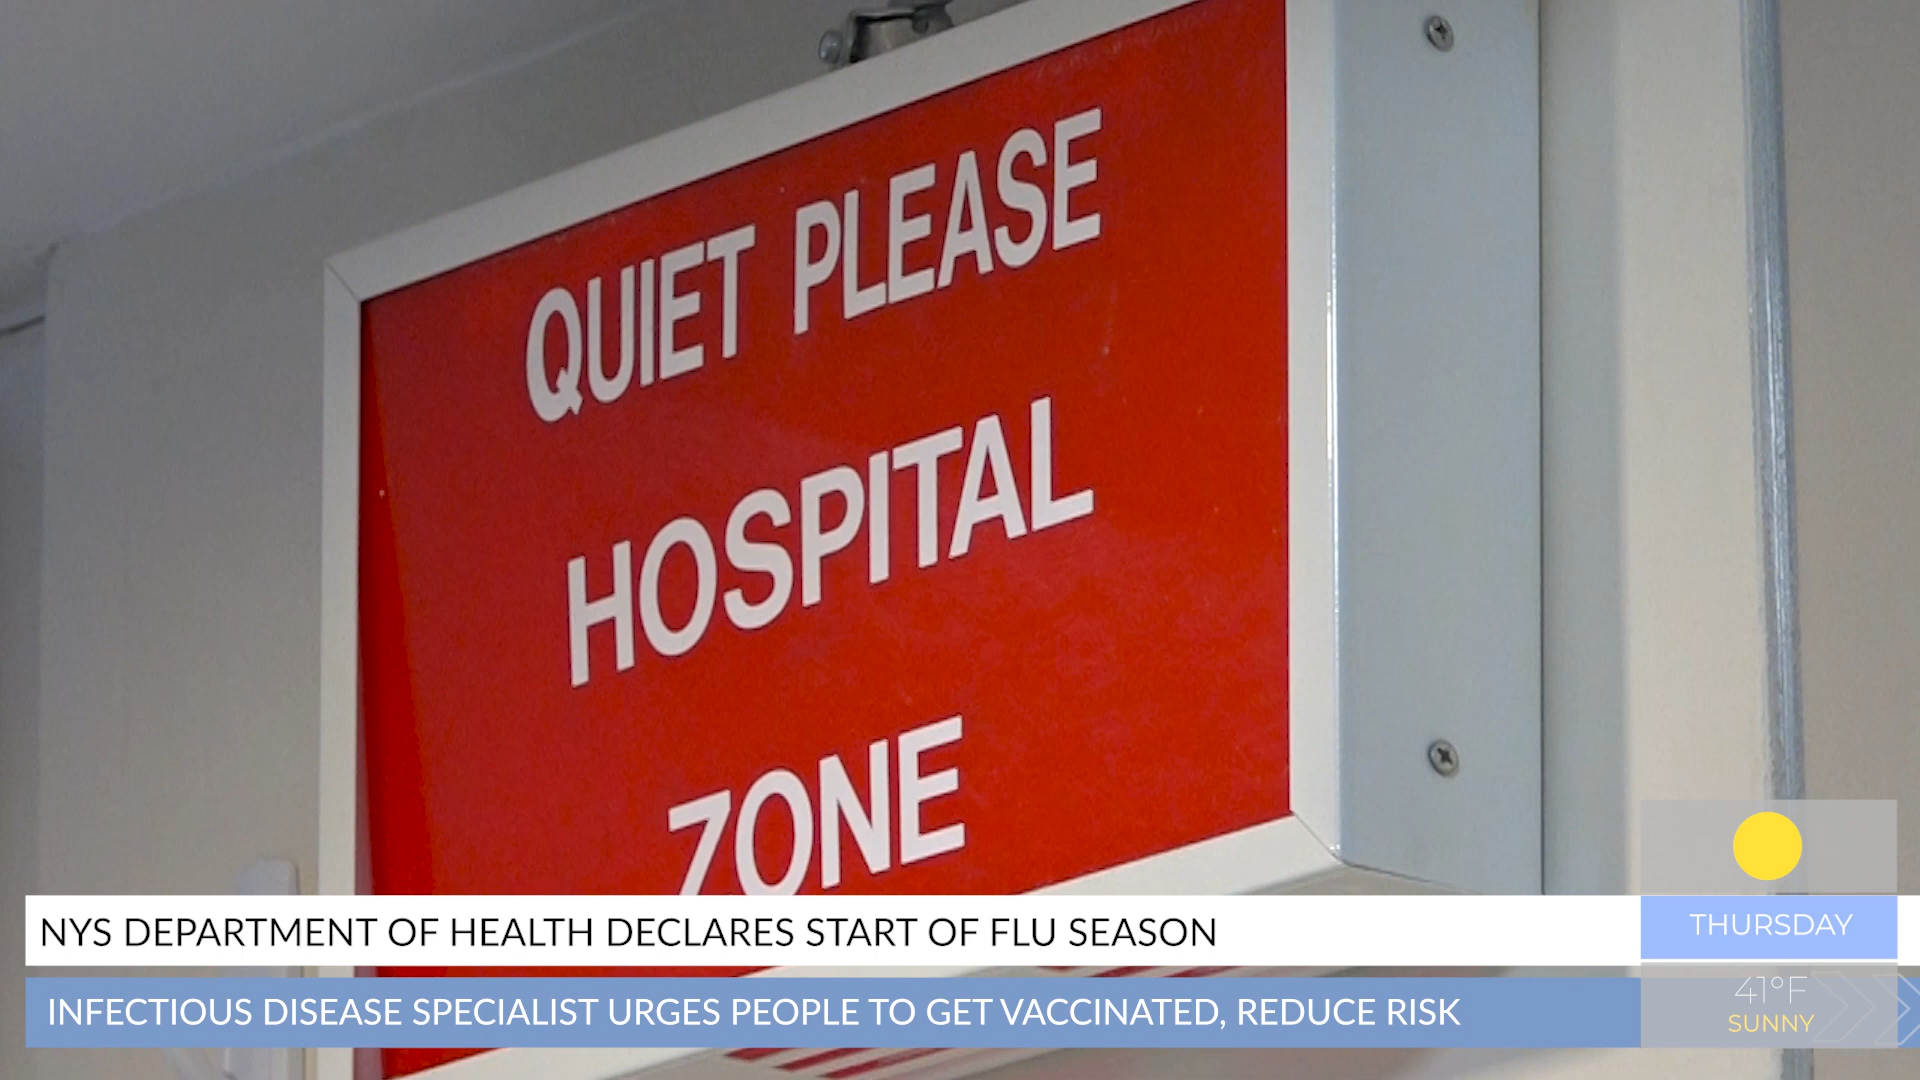 QUIET PLEASE
HOSPITAL
ZONE
NYS DEPARTMENT OF HEALTH DECLARES START OF FLU SEASON
INFECTIOUS DISEASE SPECIALIST URGES PEOPLE TO GET VACCINATED, REDUCE RISK
THURSDAY
41°F
SUNNY